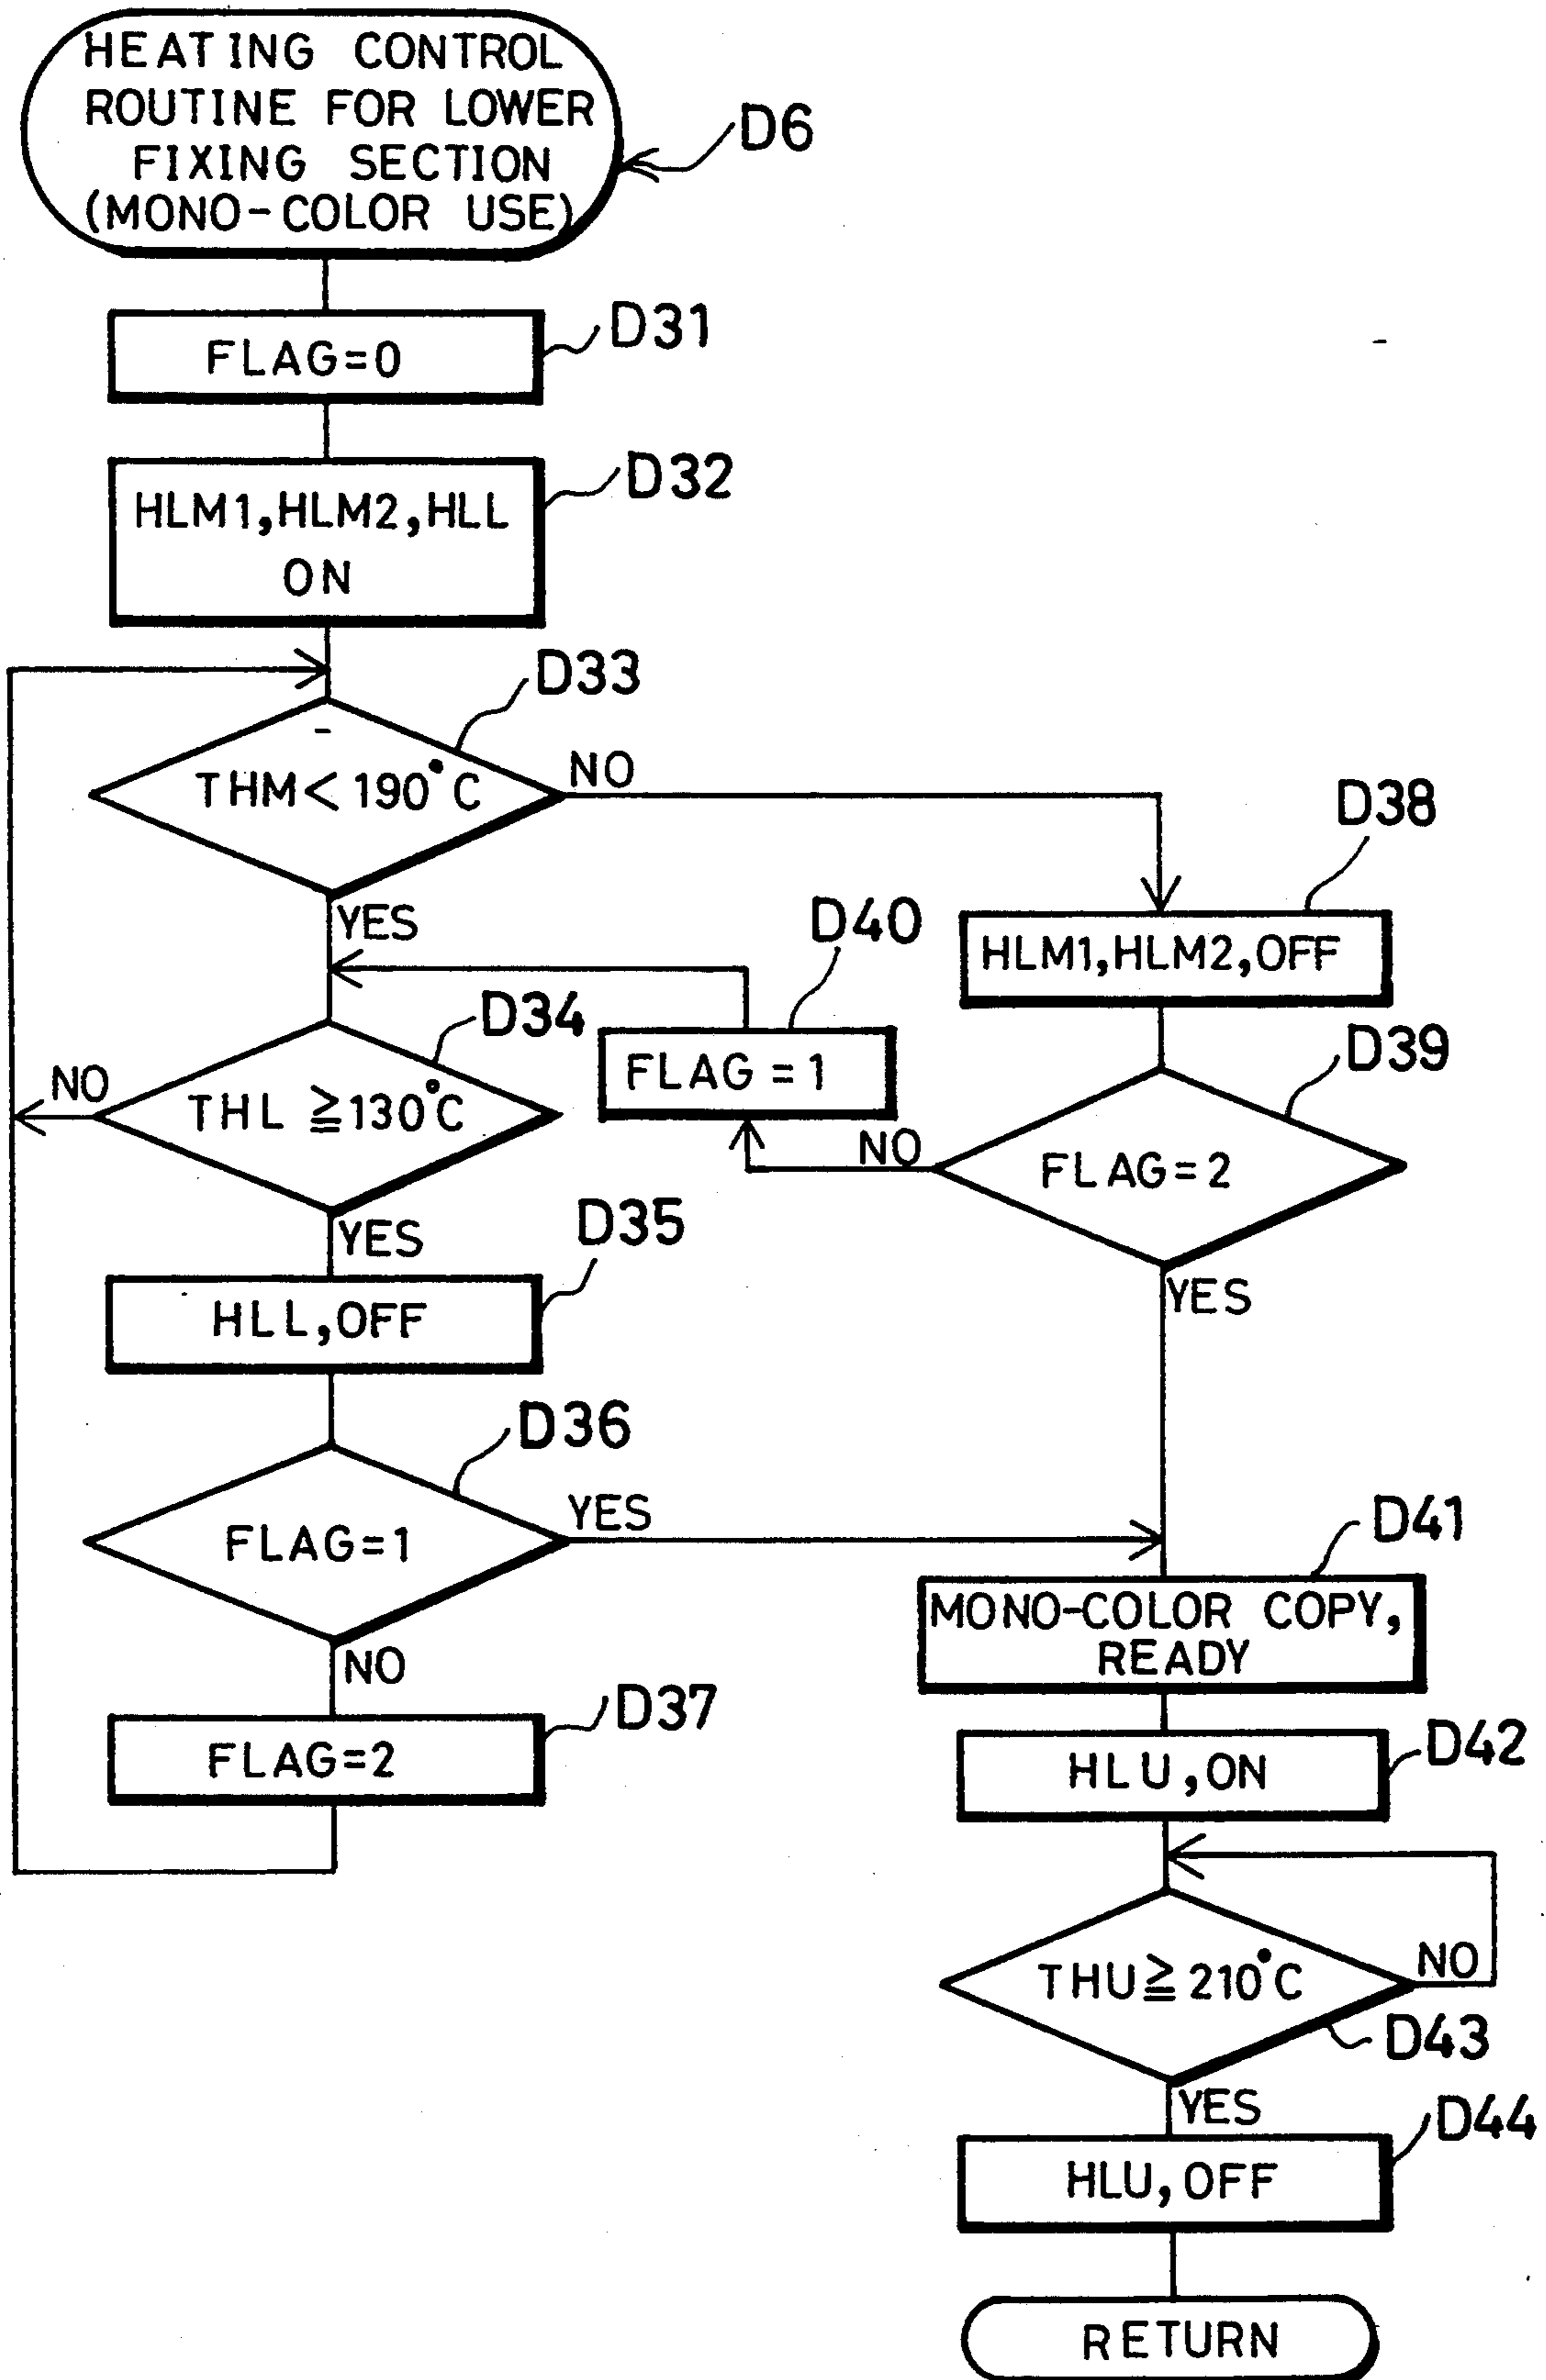 HEATING CONTROL
ROUTINE FOR LOWER
FIXING SECTION
(MONO-COLOR USE)
D6
D31
FLAG=0
D32
HLM1,HLM2,HLL
ON
D33
THM< 190°C
NO
YES
D38
HLM1,HLM2,OFF
D40
FLAG = 1
D34
THL ≧130°C
NO
YES
D39
FLAG=2
NO
YES
D35
HLL,OFF
D36
FLAG=1
YES
NO
D37
FLAG=2
D41
MONO-COLOR COPY,
READY
D42
HLU,ON
THU≧210°C
NO
D43
YES
D44
HLU,OFF
RETURN